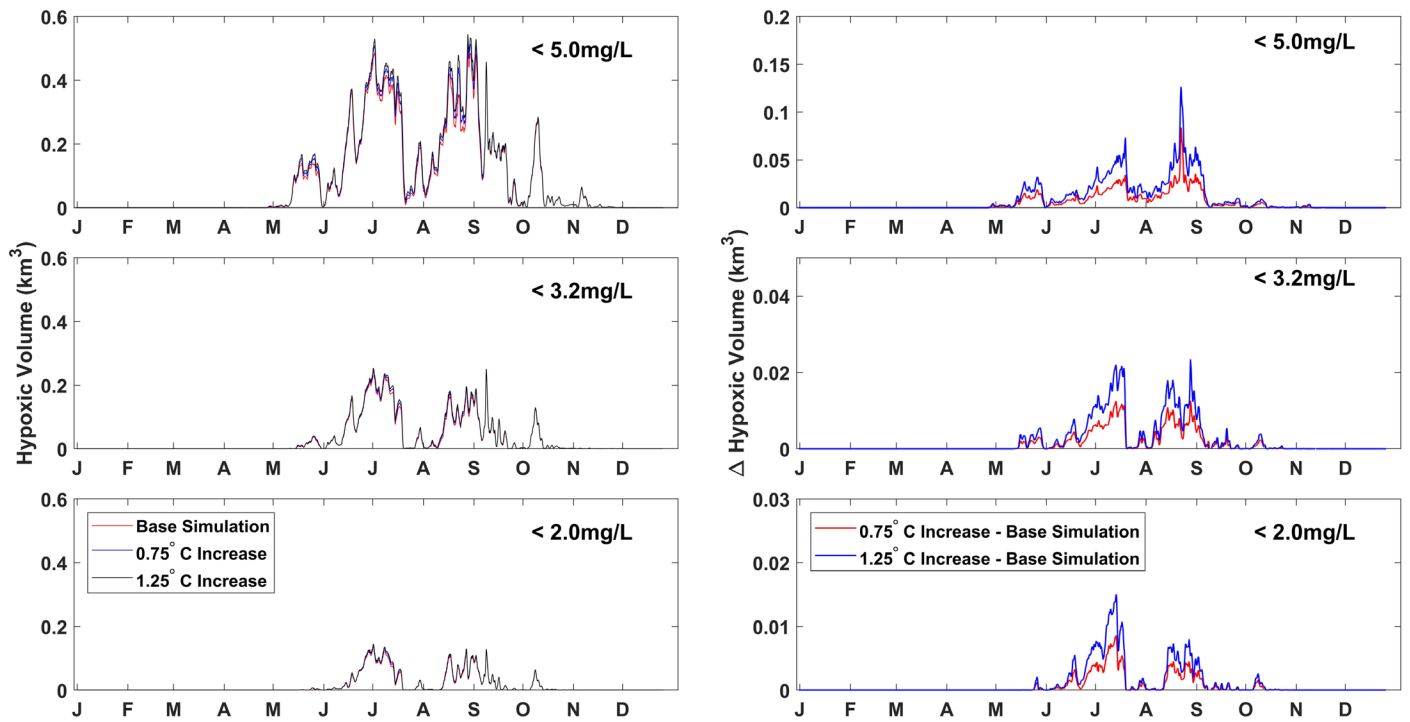 Hypoxic Volume (km³)
0.6
0.4
0.2
0
< 5.0mg/L
J F M A M J J A S O N D
0.6
0.4
0.2
0
< 3.2mg/L
J F M A M J J A S O N D
0.6
0.4
0.2
0
< 2.0mg/L
Base Simulation
0.75° C Increase
1.25° C Increase
J F M A M J J A S O N D
Δ Hypoxic Volume (km³)
0.2
0.15
0.1
0.05
0
< 5.0mg/L
J F M A M J J A S O N D
0.04
0.02
0
< 3.2mg/L
J F M A M J J A S O N D
0.03
0.02
0.01
0
< 2.0mg/L
0.75° C Increase - Base Simulation
1.25° C Increase - Base Simulation
J F M A M J J A S O N D